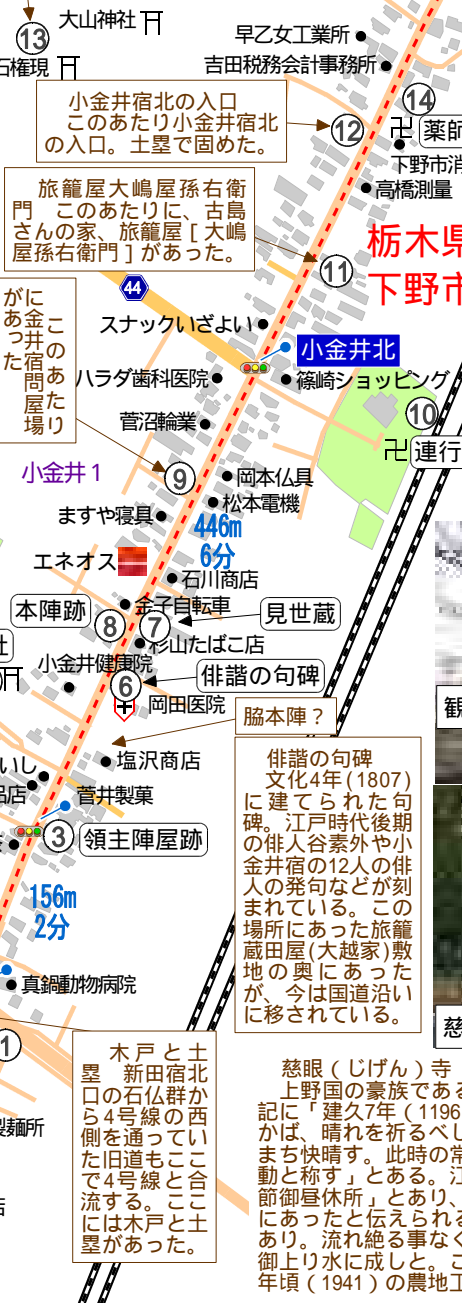 大山神社
13
早乙女工業所
石権現
吉田税務会計事務所
14
小金井宿北の入口
このあたり小金井宿北
の入口。土塁で固めた。
12
薬師
下野市消
高橋測量
旅籠屋大嶋屋孫右衛
門 このあたりに、古島
さんの家、旅籠屋［大嶋
屋孫右衛門］があった。
栃木県
下野市
11
44
このあたり
に金井宿問屋場
があった
スナックいざよい
小金井北
ハラダ歯科医院
篠崎ショッピング
菅沼輪業
10
連行
小金井1
9
岡本仏具
松本電機
ますや寝具
446m
6分
エネオス
石川商店
本陣跡
金子自転車
見世蔵
8
7
杉山たばこ店
社
小金井健康院
俳諧の句碑
6
岡田医院
脇本陣？
観
塩沢商店
いし
品店
菅井製菓
3
領主陣屋跡
俳諧の句碑
文化4年(1807)
に建てられた句
碑。江戸時代後期
の俳人谷素外や小
金井宿の12人の俳
人の発句などが刻
まれている。この
場所にあった旅籠
蔵田屋(大越家)敷
地の奥にあった
が、今は国道沿い
に移されている。
156m
2分
真鍋動物病院
慈
1
木戸と土
塁 新田宿北
口の石仏群か
ら4号線の西
側を通ってい
た旧道もここ
で4号線と合
流する。ここ
には木戸と土
塁があった。
製麺所
店
慈眼（じげん）寺
上野国の豪族である
記に「建久7年（1196
かば、晴れを祈るべし
まち快晴す。此時の常
動と称す」とある。江
節御昼休所」とあり、
にあったと伝えられる
あり。流れ絶る事なく
御上り水に成しと。こ
年頃（1941）の農地工